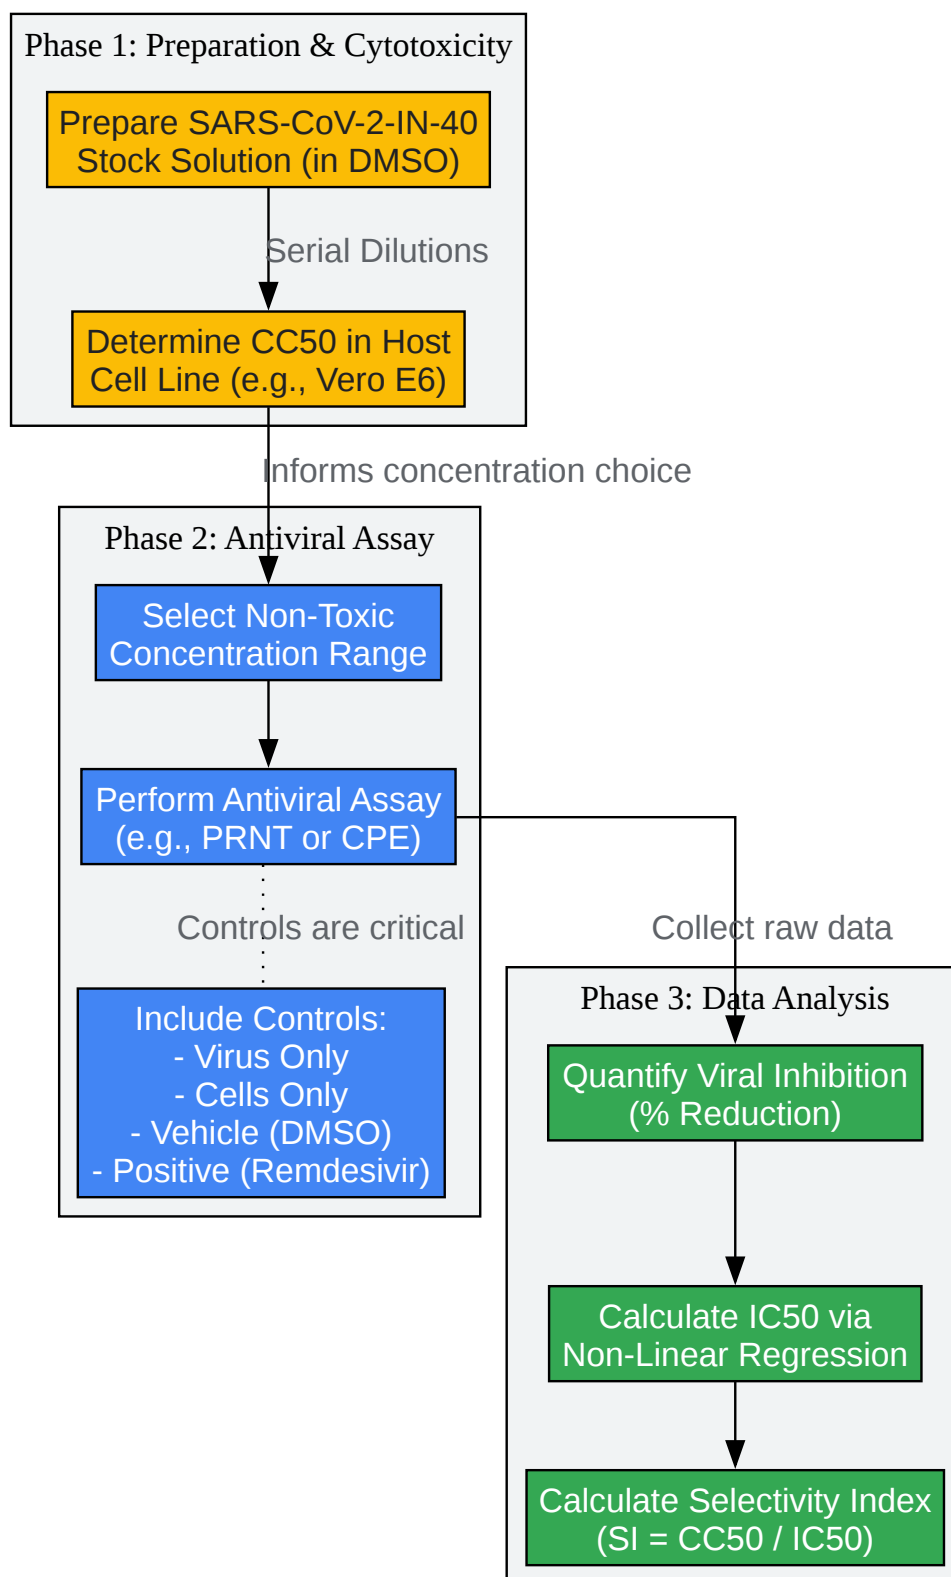 Phase 1: Preparation & Cytotoxicity
Prepare SARS-CoV-2-IN-40
Stock Solution (in DMSO)
Serial Dilutions
Determine CC50 in Host
Cell Line (e.g., Vero E6)
Informs concentration choice
Phase 2: Antiviral Assay
Select Non-Toxic
Concentration Range
Perform Antiviral Assay
(e.g., PRNT or CPE)
Controls are critical
Include Controls:
- Virus Only
- Cells Only
- Vehicle (DMSO)
- Positive (Remdesivir)
Collect raw data
Phase 3: Data Analysis
Quantify Viral Inhibition
(% Reduction)
Calculate IC50 via
Non-Linear Regression
Calculate Selectivity Index
(SI = CC50 / IC50)